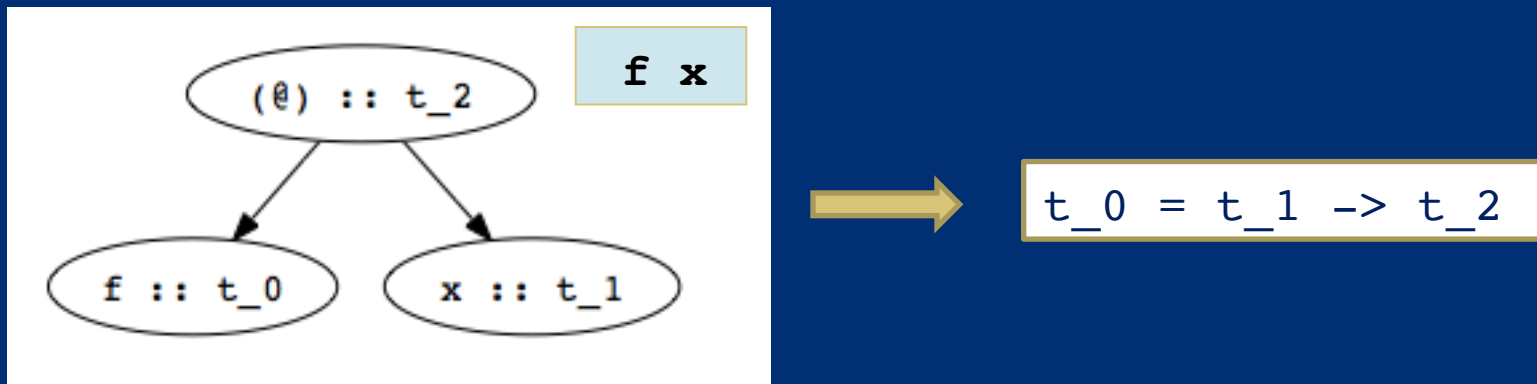 (@) :: t_2
f x
f :: t_0
x :: t_1
t_0 = t_1 -> t_2